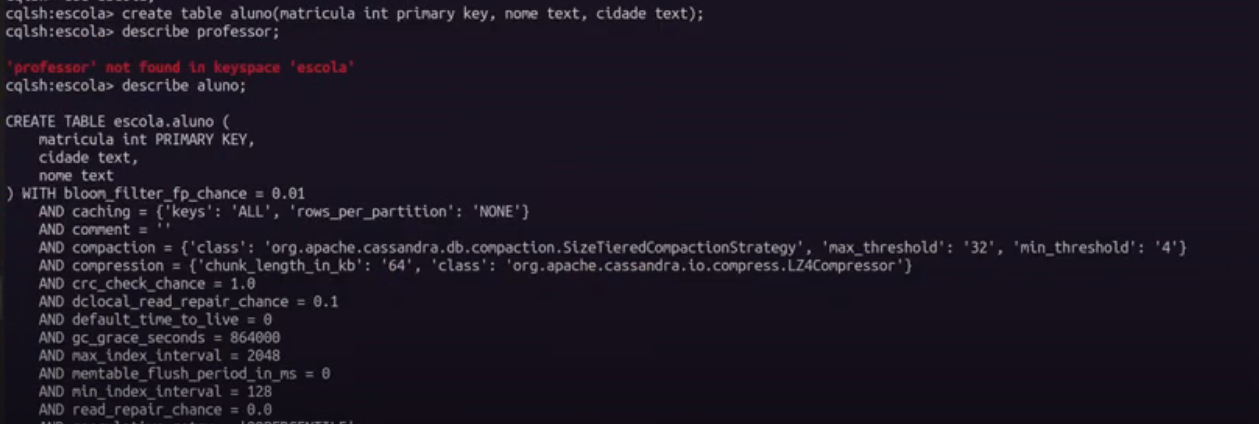 cqlsh:escola> create table aluno(matricula int primary key, nome text, cidade text);
cqlsh:escola> describe professor;
'professor' not found in keyspace 'escola'
cqlsh:escola> describe aluno;
CREATE TABLE escola.aluno (
    matricula int PRIMARY KEY,
    cidade text,
    nome text
) WITH bloom_filter_fp_chance = 0.01
    AND caching = {'keys': 'ALL', 'rows_per_partition': 'NONE'}
    AND comment = ''
    AND compaction = {'class': 'org.apache.cassandra.db.compaction.SizeTieredCompactionStrategy', 'max_threshold': '32', 'min_threshold': '4'}
    AND compression = {'chunk_length_in_kb': '64', 'class': 'org.apache.cassandra.io.compress.LZ4Compressor'}
    AND crc_check_chance = 1.0
    AND dclocal_read_repair_chance = 0.1
    AND default_time_to_live = 0
    AND gc_grace_seconds = 864000
    AND max_index_interval = 2048
    AND memtable_flush_period_in_ms = 0
    AND min_index_interval = 128
    AND read_repair_chance = 0.0